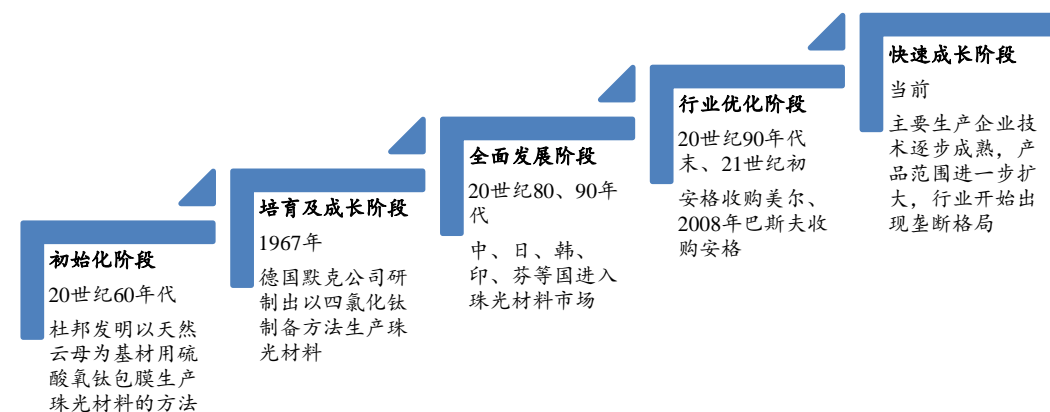 初始化阶段
20世纪60年代
杜邦发明以天然
云母为基材用硫
酸氧钛包膜生产
珠光材料的方法
培育及成长阶段
1967年
德国默克公司研
制出以四氯化钛
制备方法生产珠
光材料
全面发展阶段
20世纪80、90年
代
中、日、韩、
印、芬等国进入
珠光材料市场
行业优化阶段
20世纪90年代
末、21世纪初
安格收购美尔、
2008年巴斯夫收
购安格
快速成长阶段
当前
主要生产企业技
术逐步成熟，产
品范围进一步扩
大，行业开始出
现垄断格局